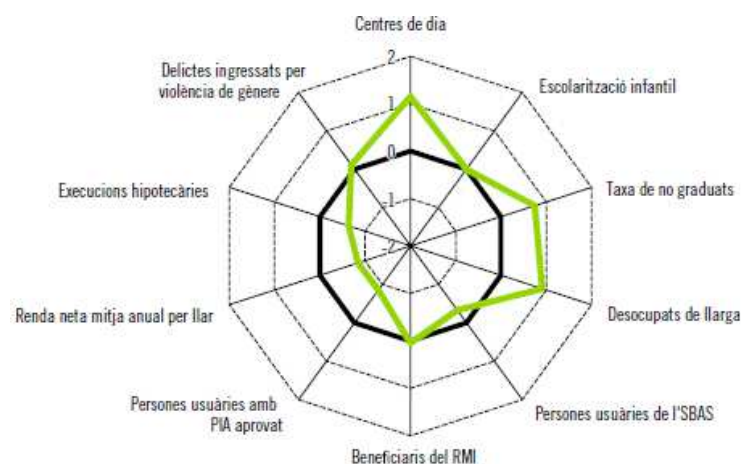 Centres de dia
2
1
0
-1
-2
Escolarització infantil
Taxa de no graduats
Desocupats de llarga
Persones usuàries de l'SBAS
Beneficiaris del RMI
Persones usuàries amb
PIA aprovat
Renda neta mitja anual per llar
Execucions hipotecàries
Delictes ingressats per
violència de gènere